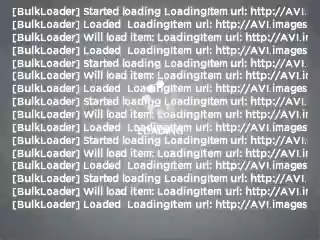 [BulkLoader] Started loading LoadingItem url: http://AVI.
[BulkLoader] Loaded LoadingItem url: http://AVI.images
[BulkLoader] Will load item: LoadingItem url: http://AVI.ir
[BulkLoader] Loaded LoadingItem url: http://AVI.images
[BulkLoader] Started loading LoadingItem url: http://AVI.
[BulkLoader] Will load item: LoadingItem url: http://AVI.ir
[BulkLoader] Loaded LoadingItem url: http://AVI.images
[BulkLoader] Started loading LoadingItem url: http://AVI.
[BulkLoader] Will load item: LoadingItem url: http://AVI.ir
[BulkLoader] Loaded LoadingItem url: http://AVI.images
LOADING
[BulkLoader] Started loading LoadingItem url: http://AVI.
[BulkLoader] Will load item: LoadingItem url: http://AVI.ir
[BulkLoader] Loaded LoadingItem url: http://AVI.images
[BulkLoader] Started loading LoadingItem url: http://AVI.
[BulkLoader] Will load item: LoadingItem url: http://AVI.ir
[BulkLoader] Loaded LoadingItem url: http://AVI.images